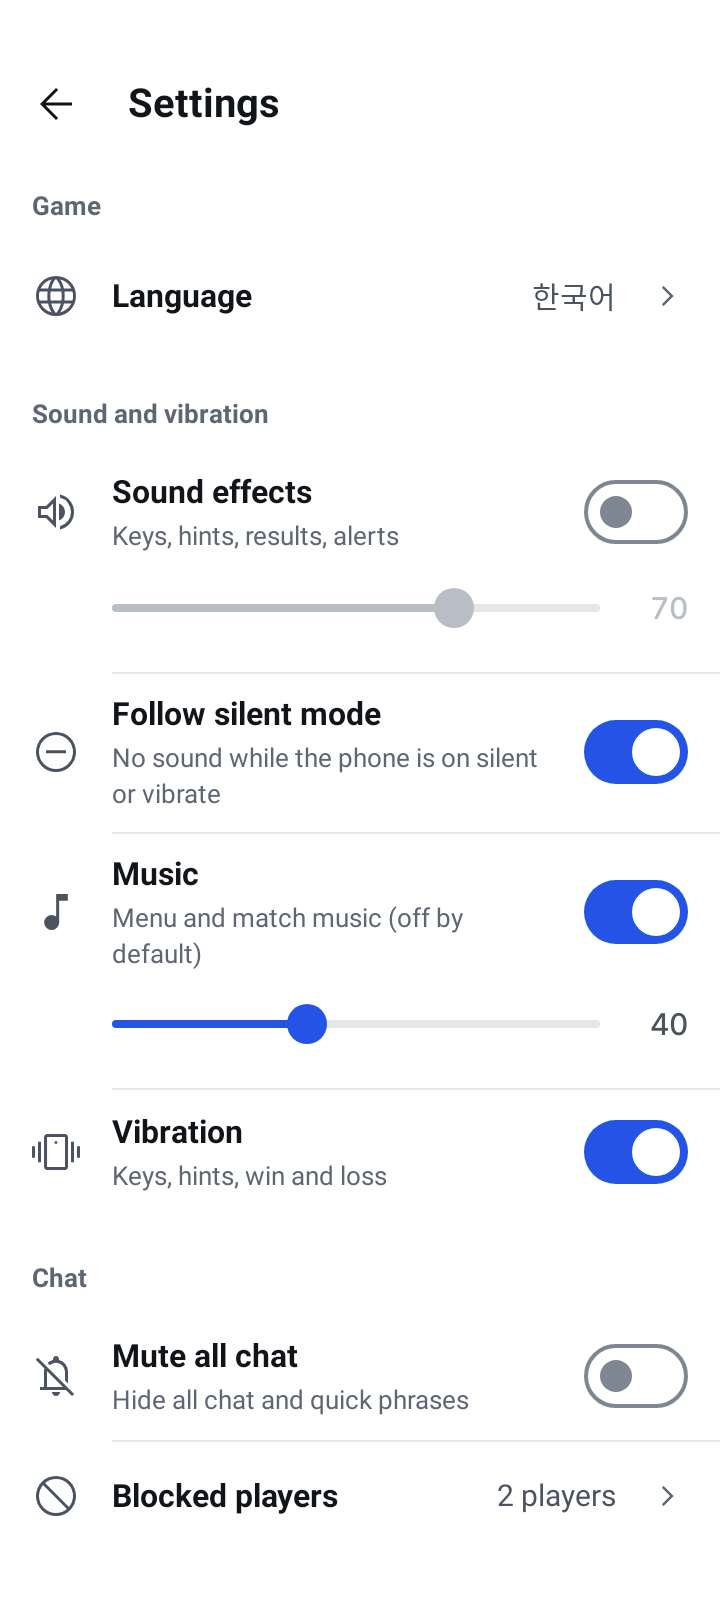 Settings
Game
Language 한국어
Sound and vibration
Sound effects
Keys, hints, results, alerts
70
Follow silent mode
No sound while the phone is on silent
or vibrate
Music
Menu and match music (off by
default)
40
Vibration
Keys, hints, win and loss
Chat
Mute all chat
Hide all chat and quick phrases
Blocked players 2 players